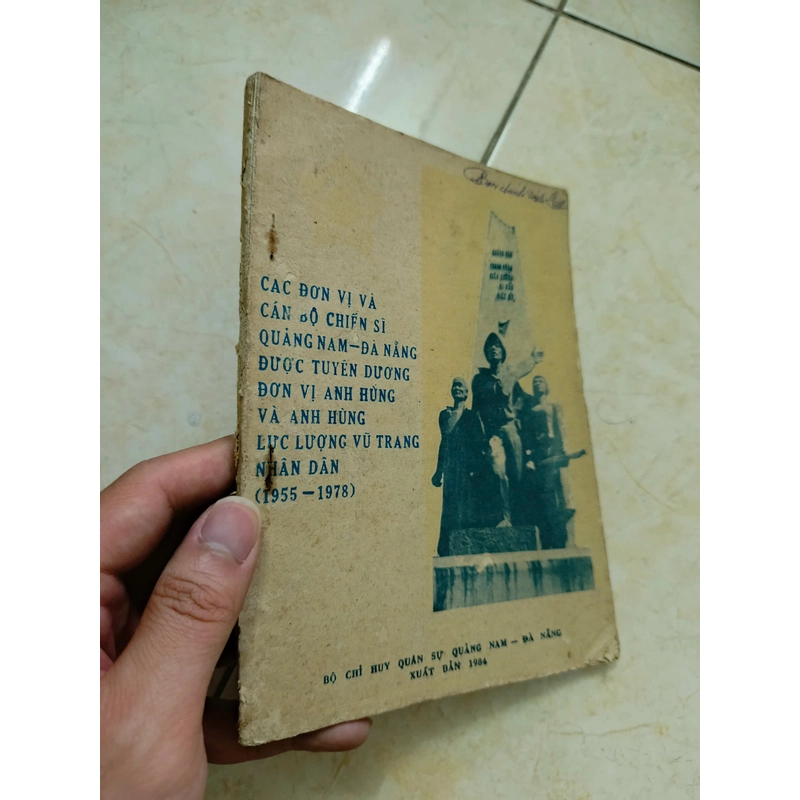 CÁC ĐƠN VỊ VÀ
CÁN BỘ CHIẾN SĨ
QUẢNG NAM—ĐÀ NẴNG
ĐƯỢC TUYÊN DƯƠNG
ĐƠN VỊ ANH HÙNG
VÀ ANH HÙNG
LỰC LƯỢNG VŨ TRANG
NHÂN DÂN
(1955—1978)
BỘ CHỈ HUY QUÂN SỰ QUẢNG NAM — ĐÀ NẴNG
XUẤT BẢN 1984